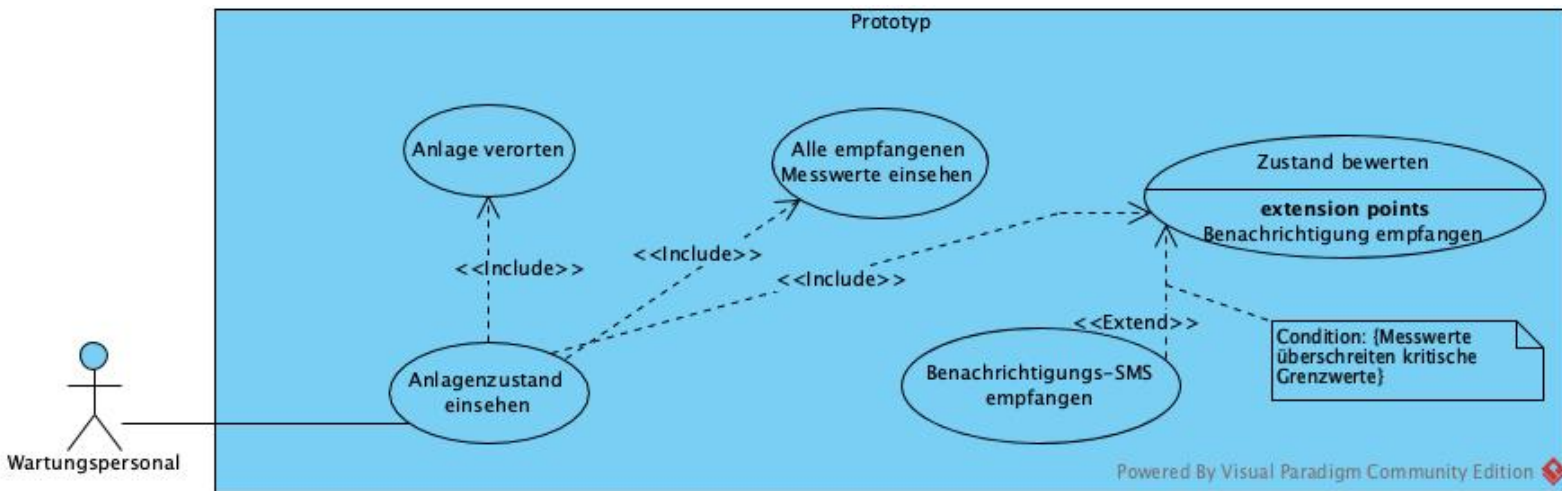 Prototyp
Anlage verorten
Alle empfangenen
Messwerte einsehen
Zustand bewerten
extension points
Benachrichtigung empfangen
<<Include>>
<<Include>>
<<Include>>
<<Extend>>
Condition: {Messwerte
überschreiten kritische
Grenzwerte}
Anlagenzustand
einsehen
Benachrichtigungs-SMS
empfangen
Wartungspersonal
Powered By Visual Paradigm Community Edition